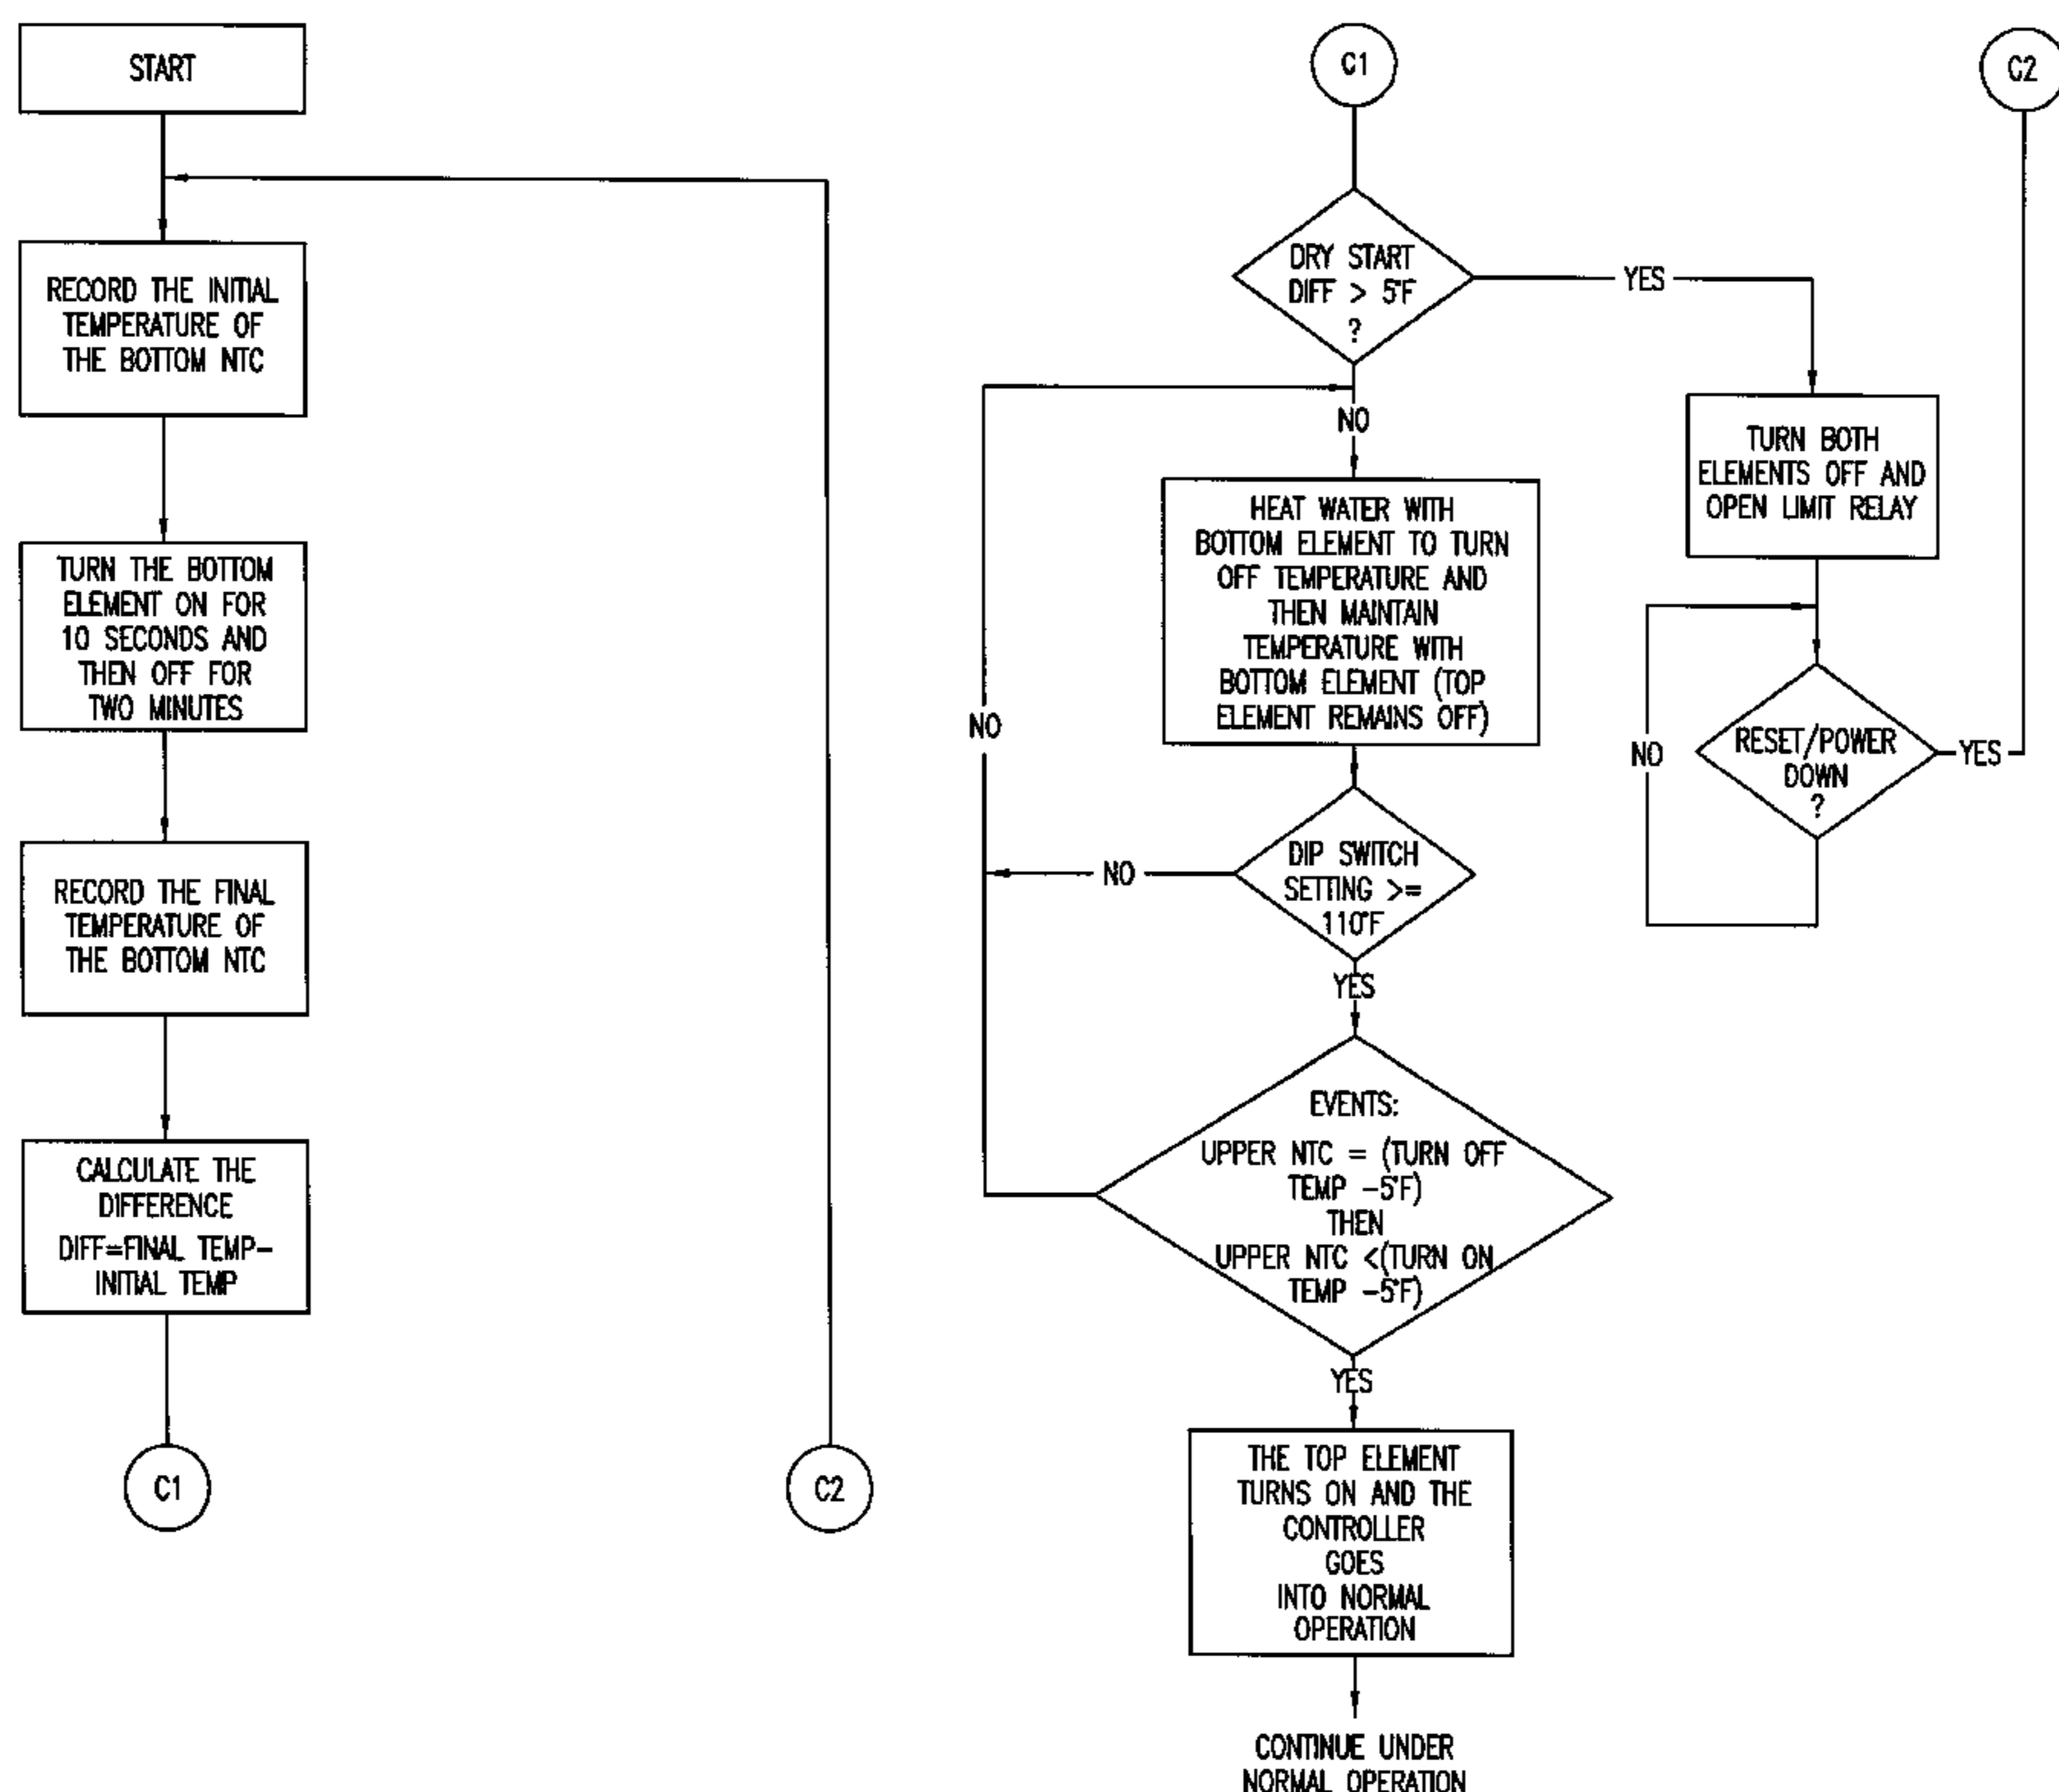 START
RECORD THE INITIAL
TEMPERATURE OF
THE BOTTOM NTC
TURN THE BOTTOM
ELEMENT ON FOR
10 SECONDS AND
THEN OFF FOR
TWO MINUTES
RECORD THE FINAL
TEMPERATURE OF
THE BOTTOM NTC
CALCULATE THE
DIFFERENCE
DIFF=FINAL TEMP-
INITIAL TEMP
C1
C2
C1
DRY START
DIFF > 5°F
?
YES
NO
HEAT WATER WITH
BOTTOM ELEMENT TO TURN
OFF TEMPERATURE AND
THEN MAINTAIN
TEMPERATURE WITH
BOTTOM ELEMENT (TOP
ELEMENT REMAINS OFF)
NO
DIP SWITCH
SETTING >=
110°F
NO
YES
EVENTS:
UPPER NTC = (TURN OFF
TEMP -5°F)
THEN
UPPER NTC <(TURN ON
TEMP -5°F)
YES
THE TOP ELEMENT
TURNS ON AND THE
CONTROLLER
GOES
INTO NORMAL
OPERATION
CONTINUE UNDER
NORMAL OPERATION
C2
TURN BOTH
ELEMENTS OFF AND
OPEN LIMIT RELAY
RESET/POWER
DOWN
?
NO
YES